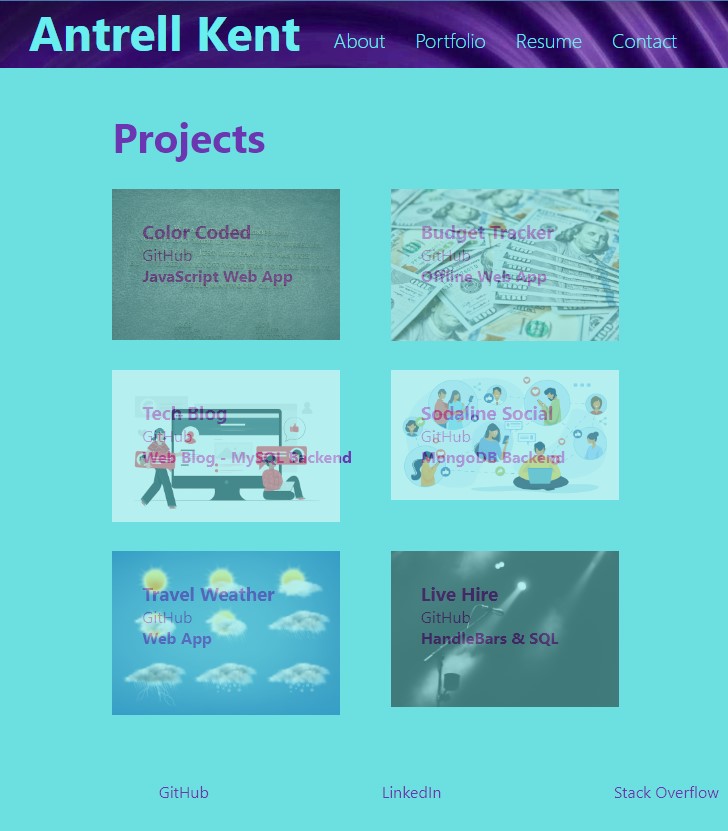 Antrell Kent
About Portfolio Resume Contact
Projects
Color Coded
GitHub
JavaScript Web App
Budget Tracker
GitHub
Offline Web App
Tech Blog
GitHub
Web Blog - MySQL Backend
Sodaline Social
GitHub
MongoDB Backend
Travel Weather
GitHub
Web App
Live Hire
GitHub
HandleBars & SQL
GitHub LinkedIn Stack Overflow